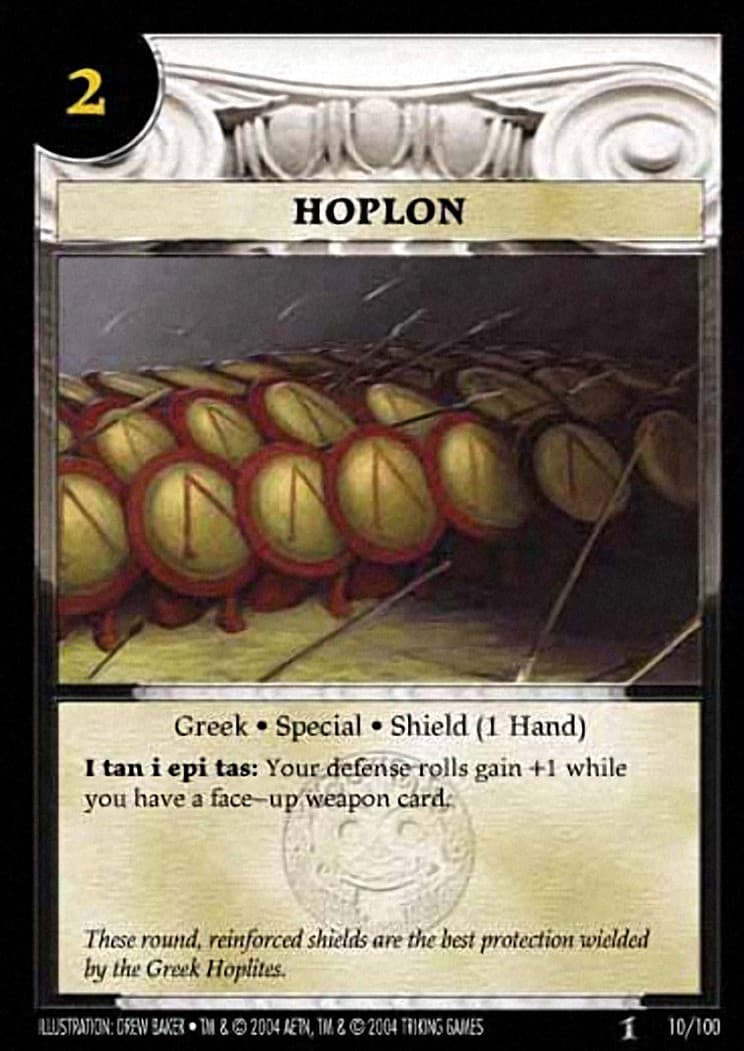 2
HOPLON
Greek • Special • Shield (1 Hand)
I tan i epi tas: Your defense rolls gain +1 while
you have a face-up weapon card.
These round, reinforced shields are the best protection wielded
by the Greek Hoplites.
ILLUSTRATION: DREW BAKER • TM & © 2004 AETN, TM & © 2004 TRIKING GAMES 1 10/100